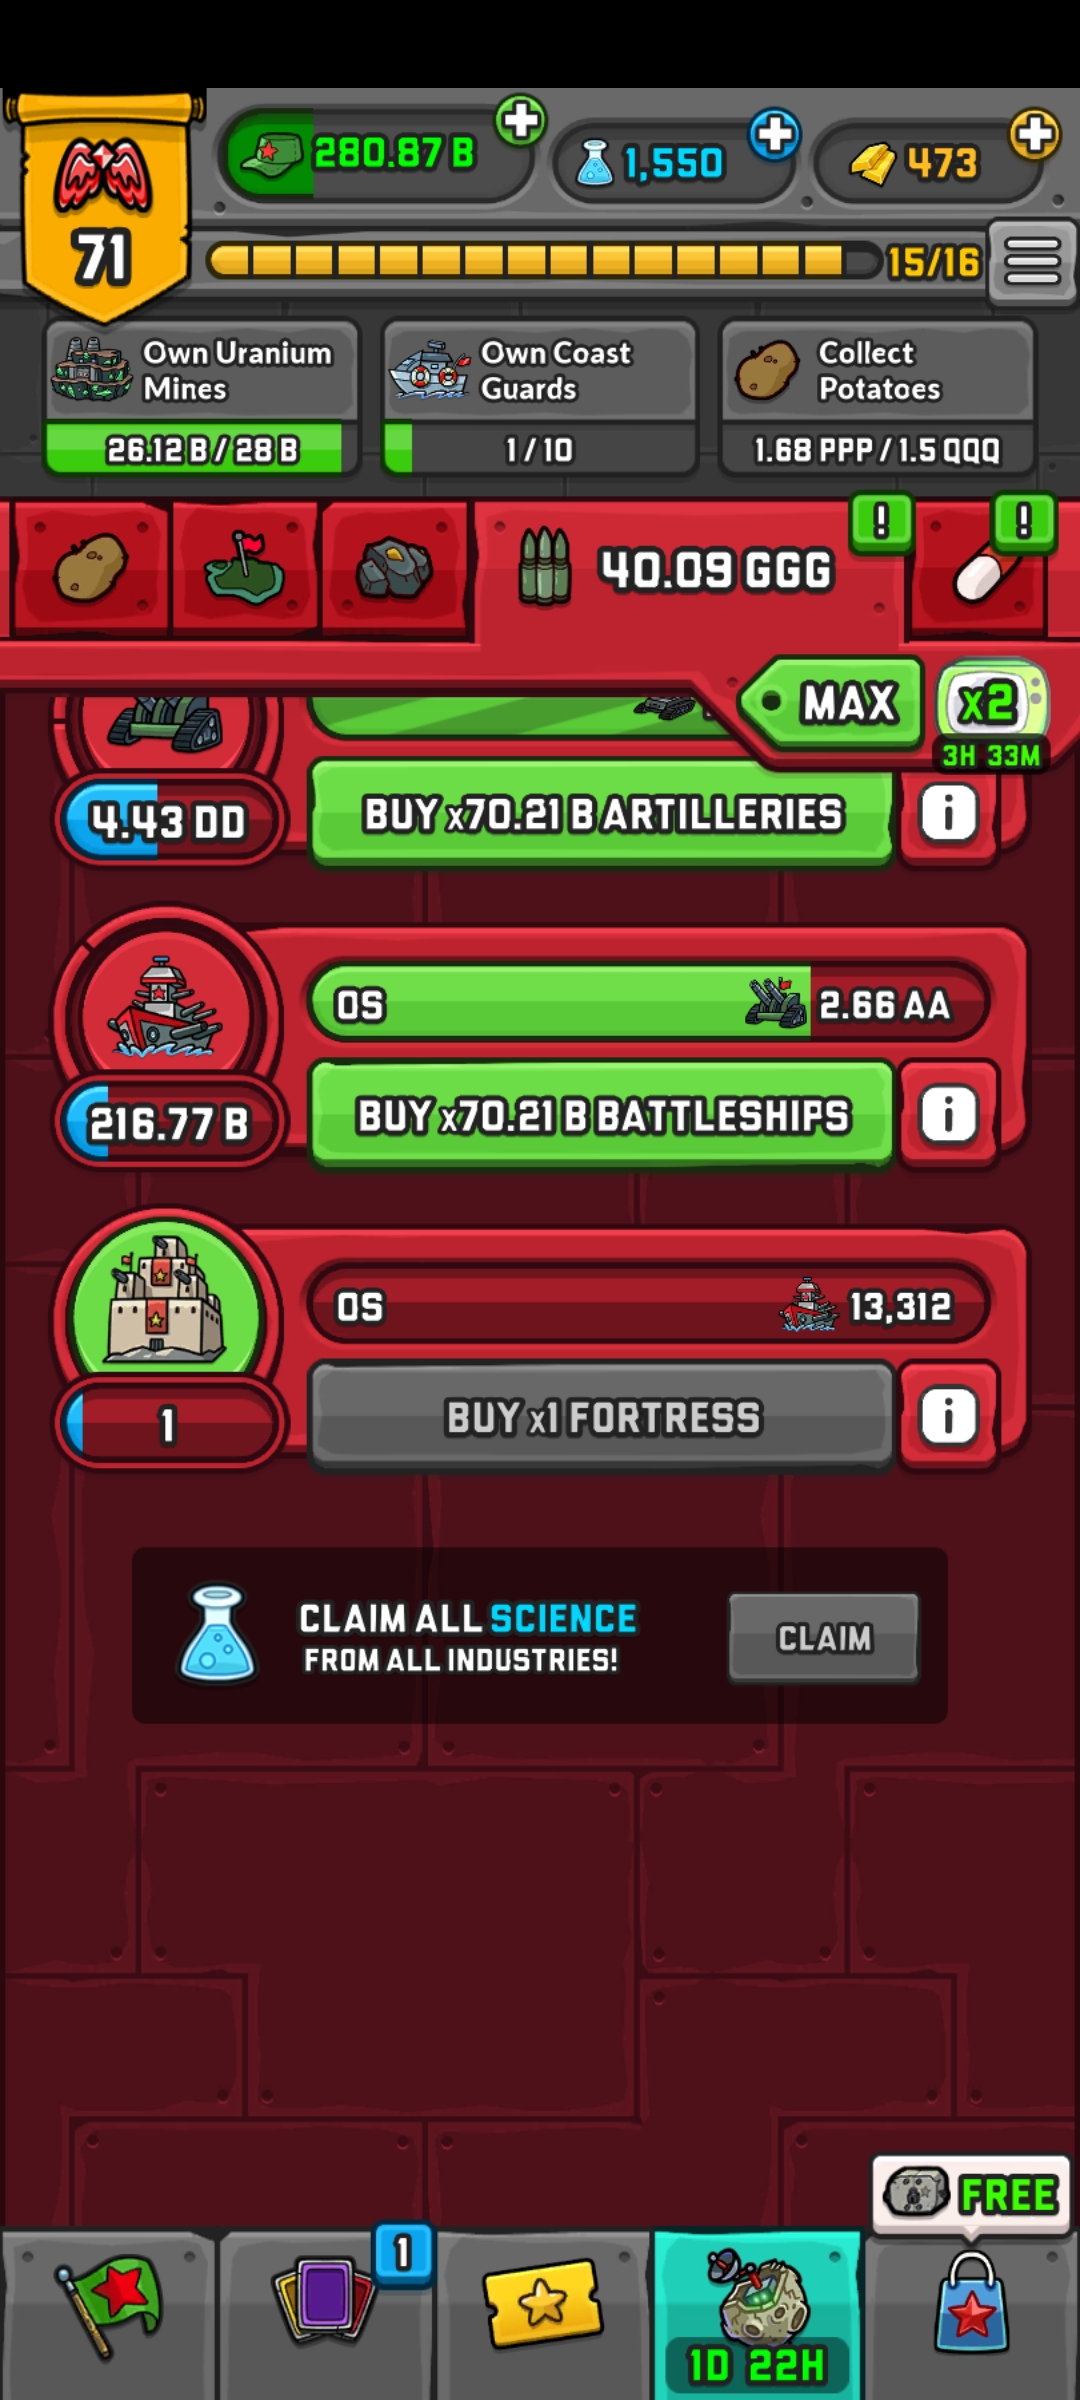 280.87 B
1,550
473
71
15/16
Own Uranium
Mines
26.12 B / 28 B
Own Coast
Guards
1 / 10
Collect
Potatoes
1.68 PPP / 1.5 QQQ
40.09 GGG
!
!
MAX
x2
3H 33M
4.43 DD
BUY x70.21 B ARTILLERIES
i
0S
2.66 AA
216.77 B
BUY x70.21 B BATTLESHIPS
i
0S
13,312
1
BUY x1 FORTRESS
i
CLAIM ALL SCIENCE
FROM ALL INDUSTRIES!
CLAIM
FREE
1
1D 22H